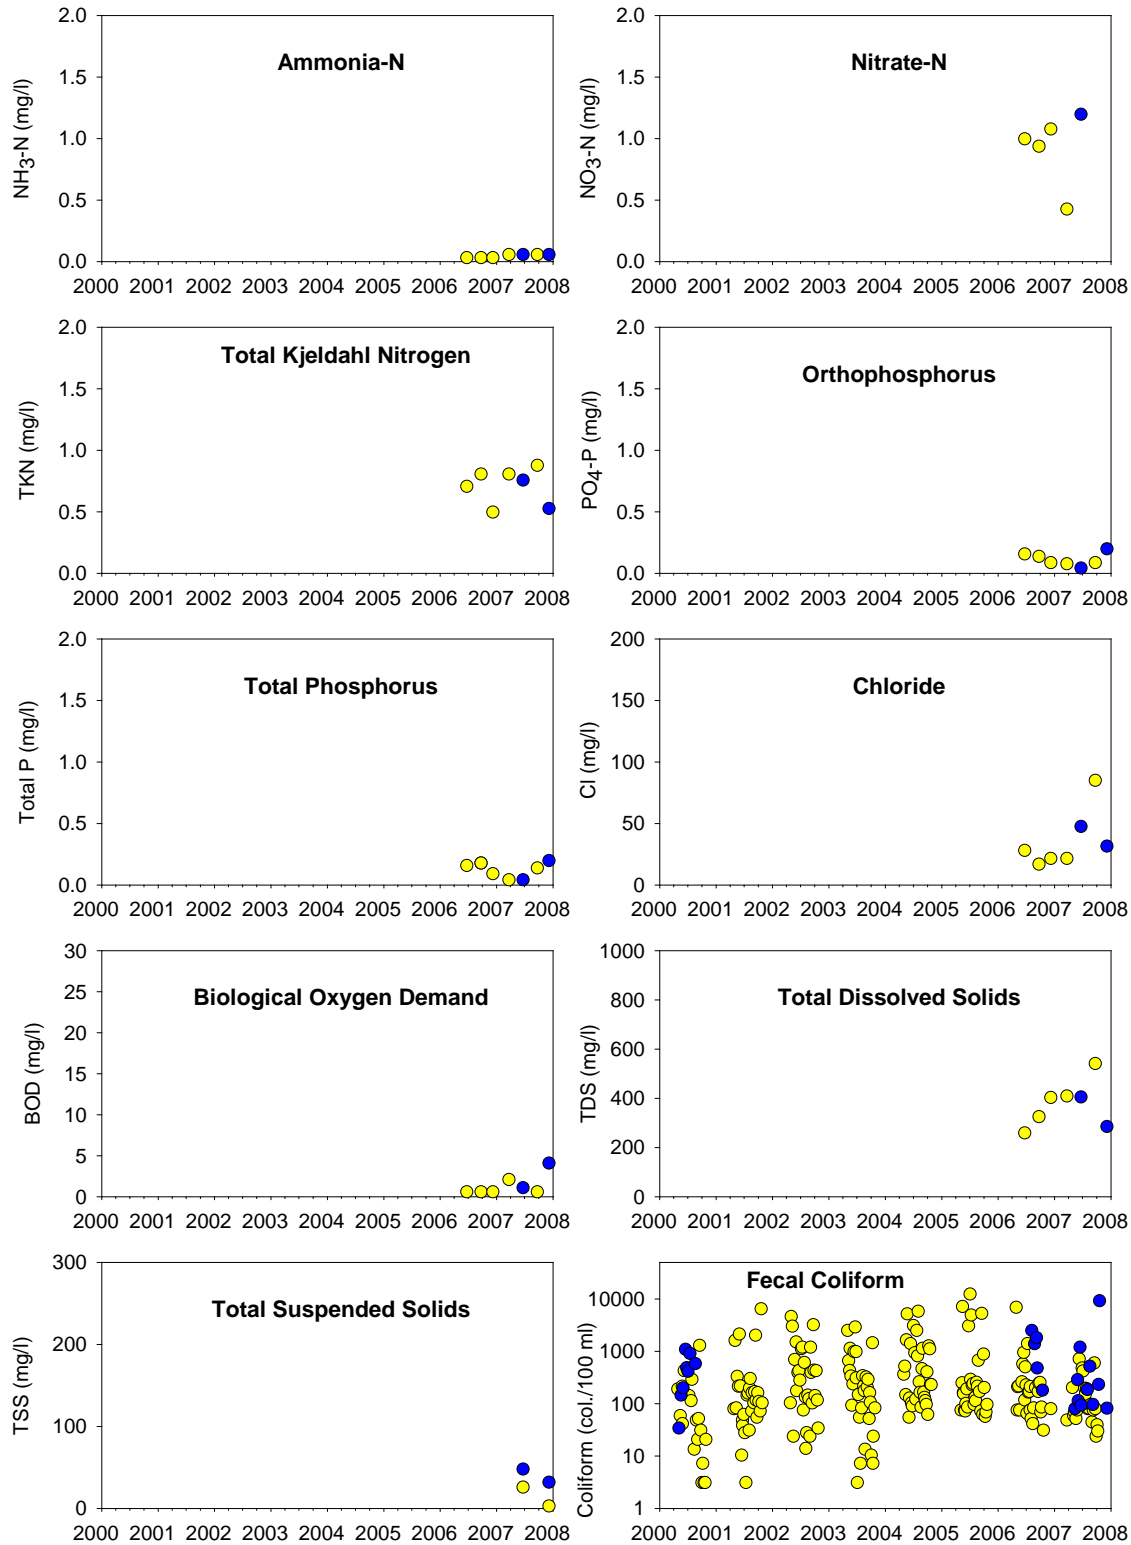 Ammonia-N
NH3-N (mg/l)
2.0
1.5
1.0
0.5
0.0
2000 2001 2002 2003 2004 2005 2006 2007 2008
Nitrate-N
NO3-N (mg/l)
2.0
1.5
1.0
0.5
0.0
2000 2001 2002 2003 2004 2005 2006 2007 2008
Total Kjeldahl Nitrogen
TKN (mg/l)
2.0
1.5
1.0
0.5
0.0
2000 2001 2002 2003 2004 2005 2006 2007 2008
Orthophosphorus
PO4-P (mg/l)
2.0
1.5
1.0
0.5
0.0
2000 2001 2002 2003 2004 2005 2006 2007 2008
Total Phosphorus
Total P (mg/l)
2.0
1.5
1.0
0.5
0.0
2000 2001 2002 2003 2004 2005 2006 2007 2008
Chloride
Cl (mg/l)
200
150
100
50
0
2000 2001 2002 2003 2004 2005 2006 2007 2008
Biological Oxygen Demand
BOD (mg/l)
30
25
20
15
10
5
0
2000 2001 2002 2003 2004 2005 2006 2007 2008
Total Dissolved Solids
TDS (mg/l)
1000
800
600
400
200
0
2000 2001 2002 2003 2004 2005 2006 2007 2008
Total Suspended Solids
TSS (mg/l)
300
200
100
0
2000 2001 2002 2003 2004 2005 2006 2007 2008
Fecal Coliform
Coliform (col./100 ml)
10000
1000
100
10
1
2000 2001 2002 2003 2004 2005 2006 2007 2008